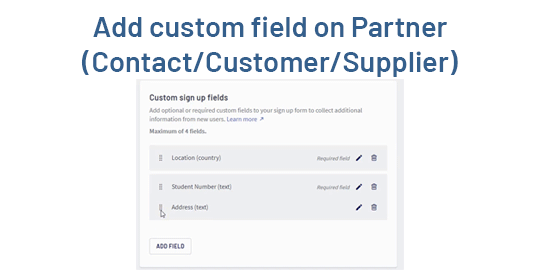 Add custom field on Partner
(Contact/Customer/Supplier)
Custom sign up fields
Add optional or required custom fields to your sign up form to collect additional
information from new users. Learn more
Maximum of 4 fields.
Location (country) Required field
Student Number (text) Required field
Address (text)
ADD FIELD